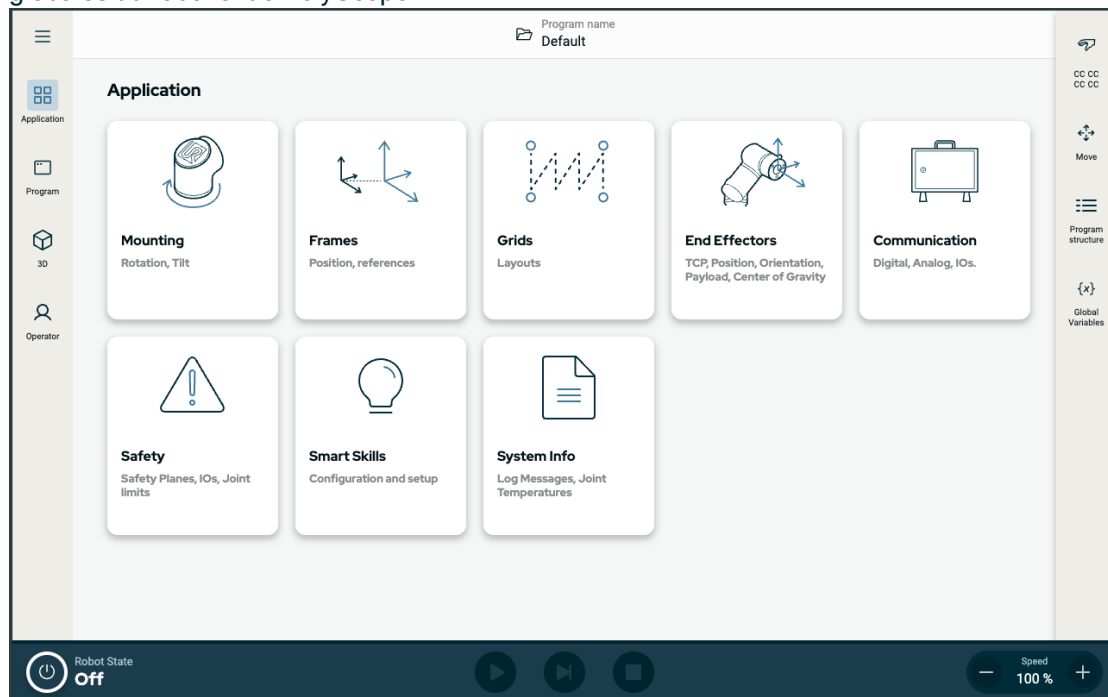 Program name
Default
Application
Application
Program
3D
Operator
Mounting
Rotation, Tilt
Frames
Position, references
Grids
Layouts
End Effectors
TCP, Position, Orientation,
Payload, Center of Gravity
Communication
Digital, Analog, IOs.
Safety
Safety Planes, IOs, Joint
limits
Smart Skills
Configuration and setup
System Info
Log Messages, Joint
Temperatures
CC CC
CC CC
Move
Program
structure
{x}
Global
Variables
Robot State
Off
Speed
100 %